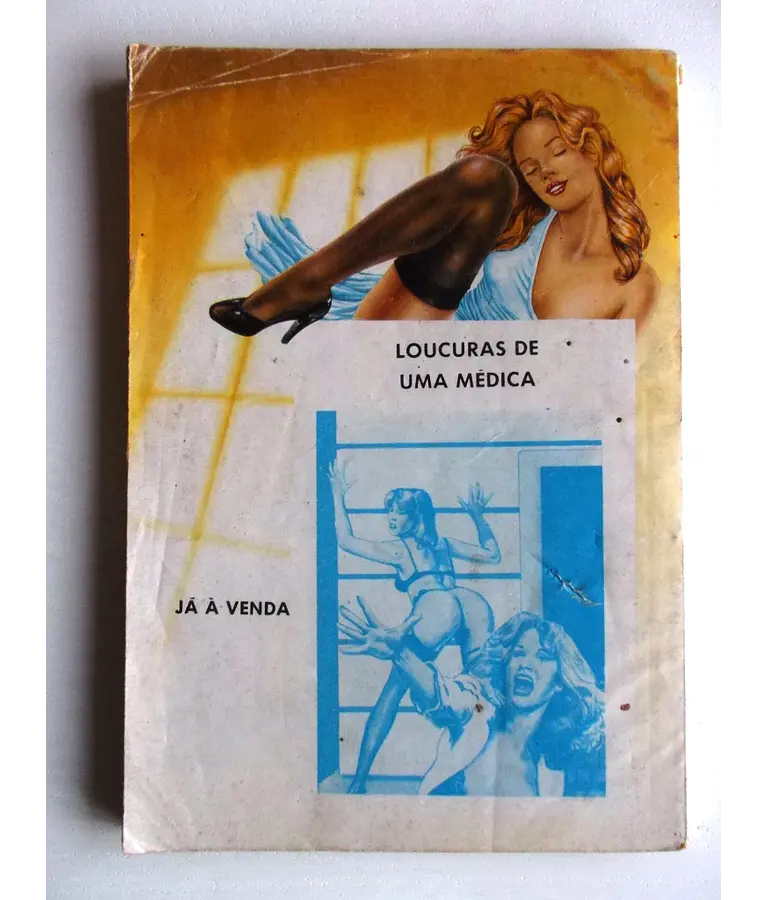 LOUCURAS DE
UMA MÉDICA
JÁ À VENDA